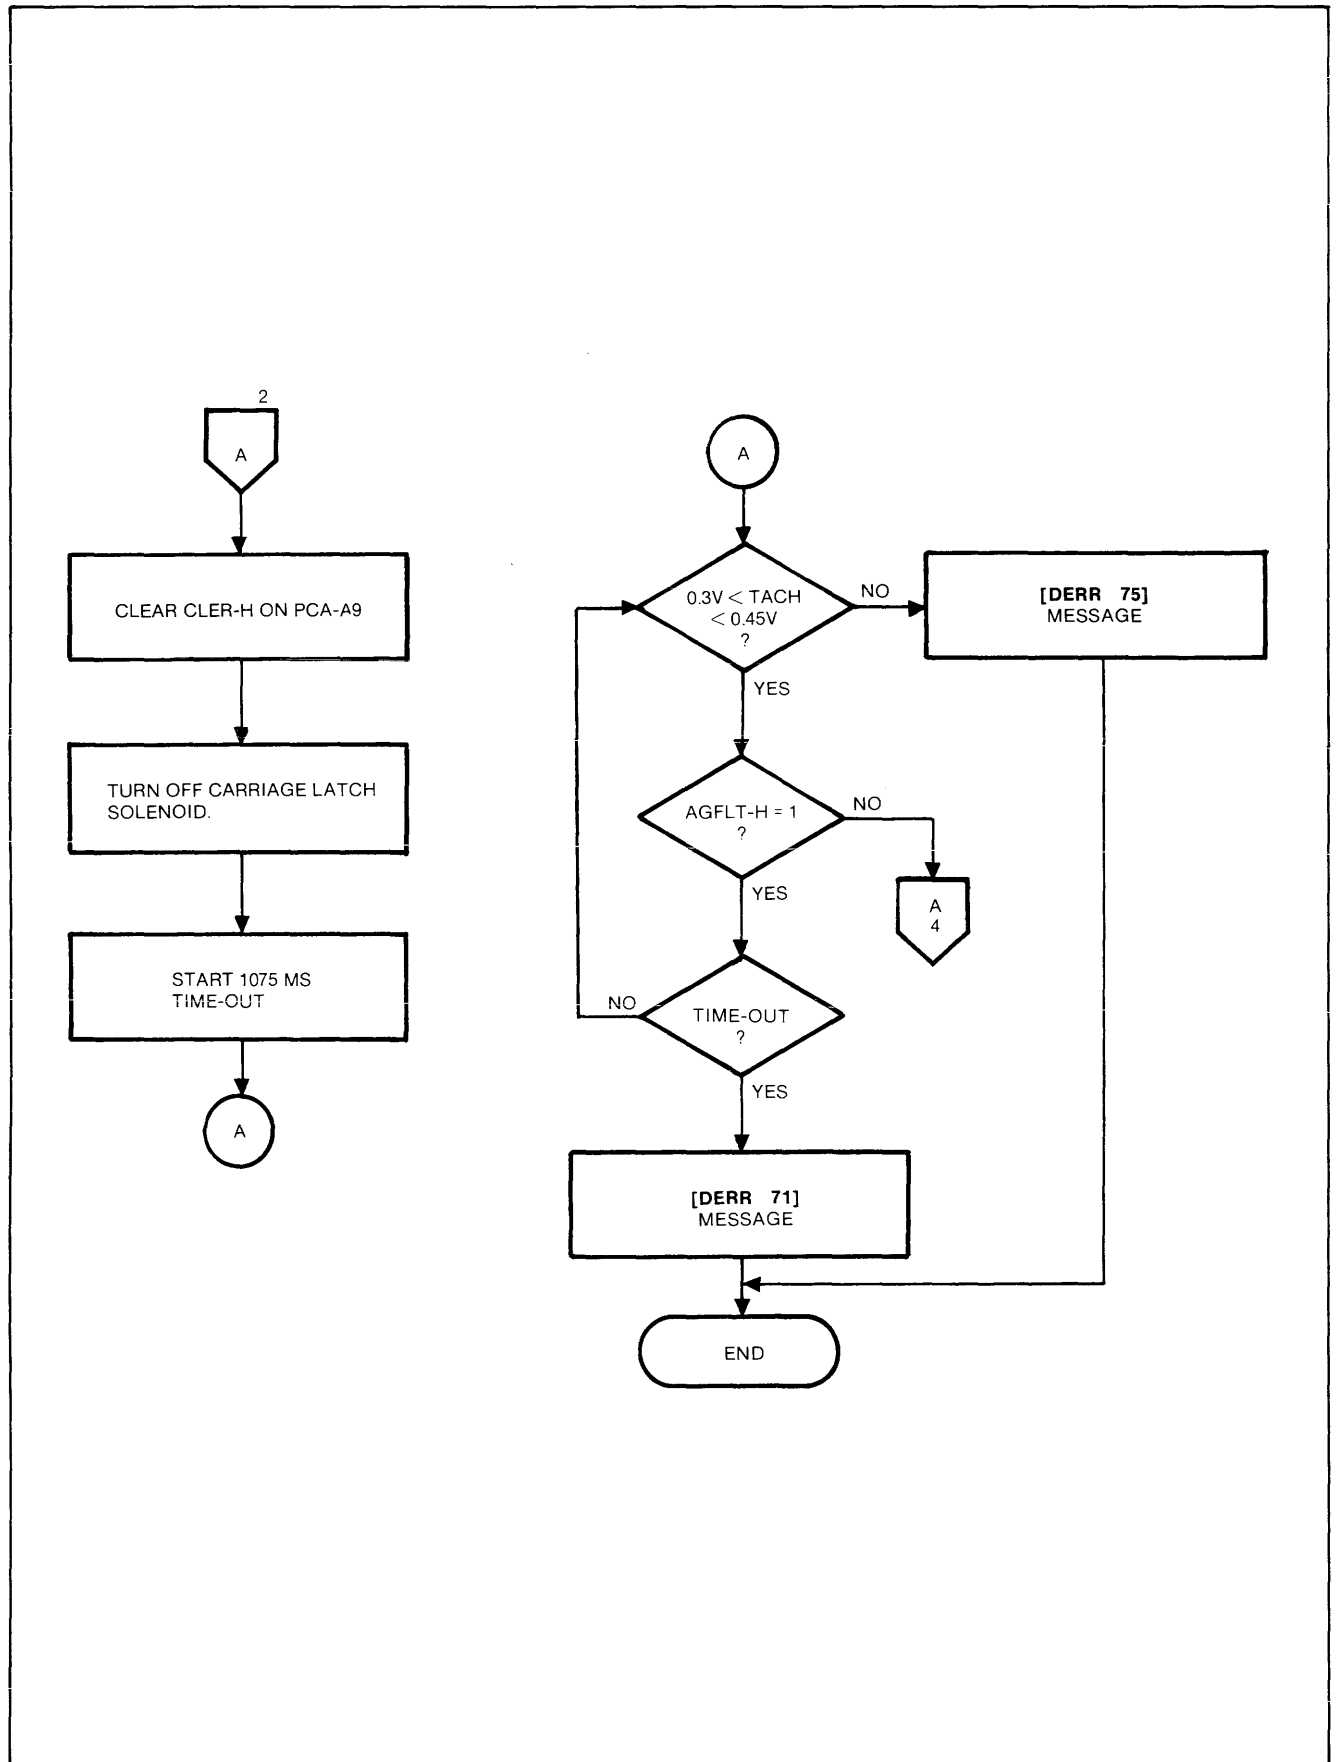 2
A
CLEAR CLER-H ON PCA-A9
TURN OFF CARRIAGE LATCH
SOLENOID.
START 1075 MS
TIME-OUT
A
A
0.3V < TACH
< 0.45V
?
NO
[DERR 75]
MESSAGE
YES
AGFLT-H = 1
?
NO
A
4
YES
TIME-OUT
?
NO
YES
[DERR 71]
MESSAGE
END